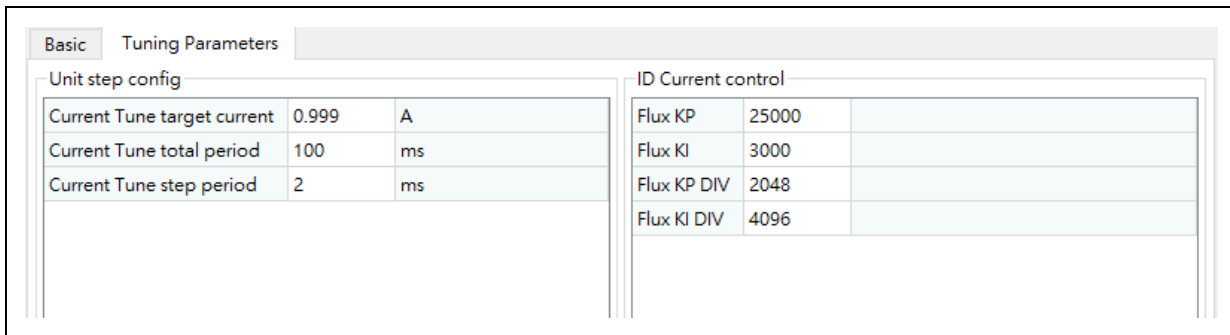 Basic Tuning Parameters
Unit step config
Current Tune target current 0.999 A
Current Tune total period 100 ms
Current Tune step period 2 ms
ID Current control
Flux KP 25000
Flux KI 3000
Flux KP DIV 2048
Flux KI DIV 4096